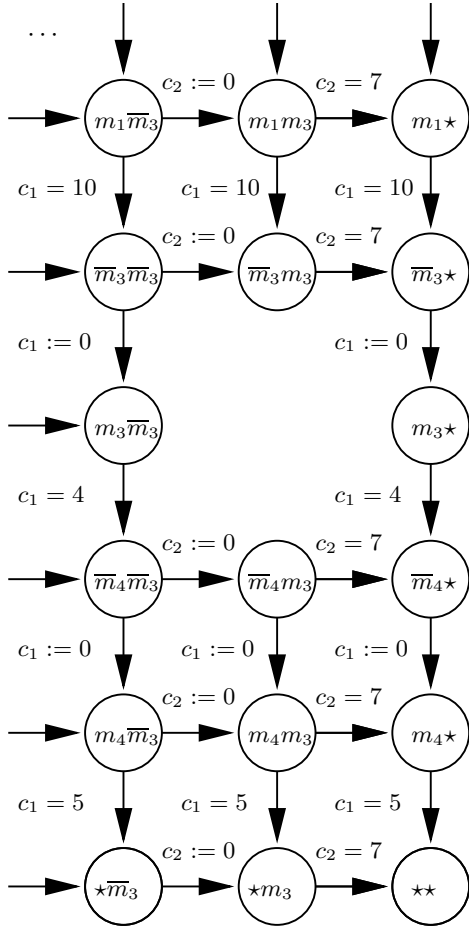 . . .
c₂ := 0 c₂ = 7
m₁m̅₃ m₁m₃ m₁⋆
c₁ = 10 c₁ = 10 c₁ = 10
c₂ := 0 c₂ = 7
m̅₃m̅₃ m̅₃m₃ m̅₃⋆
c₁ := 0 c₁ := 0
m₃m̅₃ m₃⋆
c₁ = 4 c₁ = 4
c₂ := 0 c₂ = 7
m̅₄m̅₃ m̅₄m₃ m̅₄⋆
c₁ := 0 c₁ := 0 c₁ := 0
c₂ := 0 c₂ = 7
m₄m̅₃ m₄m₃ m₄⋆
c₁ = 5 c₁ = 5 c₁ = 5
c₂ := 0 c₂ = 7
⋆m̅₃ ⋆m₃ ⋆⋆